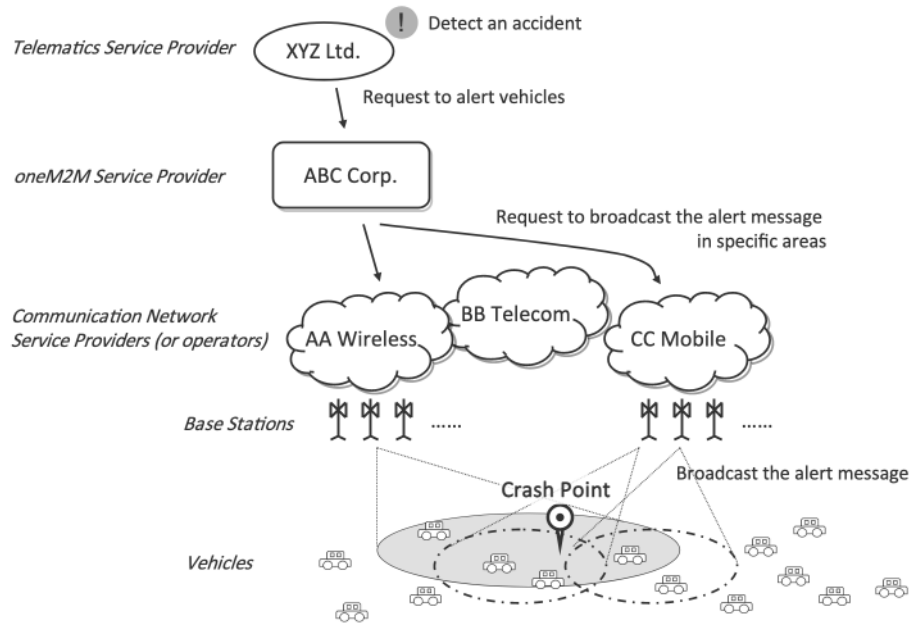 ! Detect an accident
Telematics Service Provider
XYZ Ltd.
Request to alert vehicles
oneM2M Service Provider
ABC Corp.
Request to broadcast the alert message
in specific areas
Communication Network
Service Providers (or operators)
AA Wireless
BB Telecom
CC Mobile
Base Stations
......
......
Broadcast the alert message
Crash Point
Vehicles